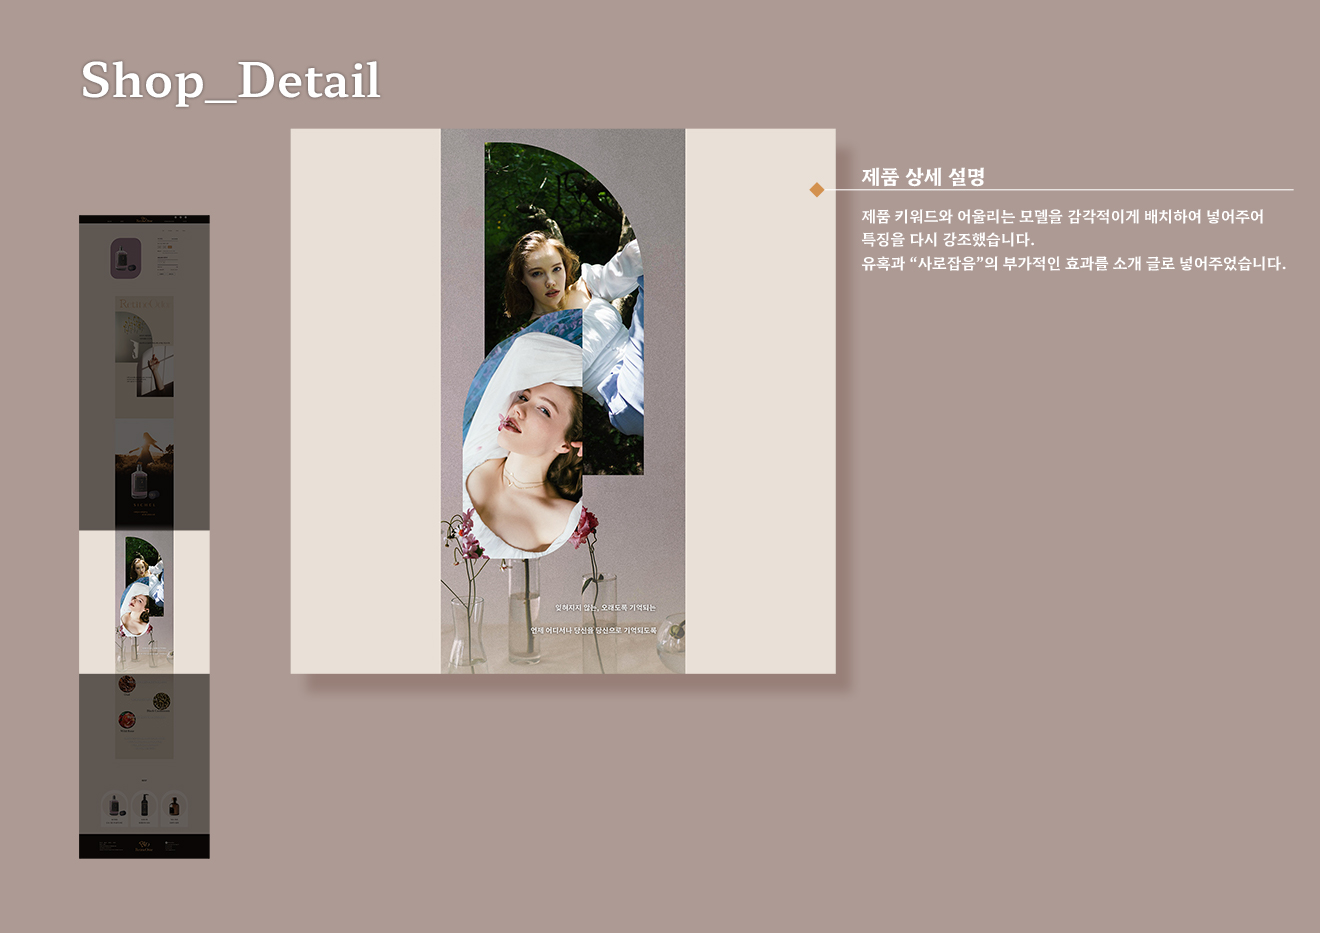 Shop_Detail
제품 상세 설명
제품 키워드와 어울리는 모델을 감각적이게 배치하여 넣어주어
특징을 다시 강조했습니다.
유혹과 “사로잡음”의 부가적인 효과를 소개 글로 넣어주었습니다.
잊혀지지 않는, 오래도록 기억되는
언제 어디서나 당신을 당신으로 기억되도록